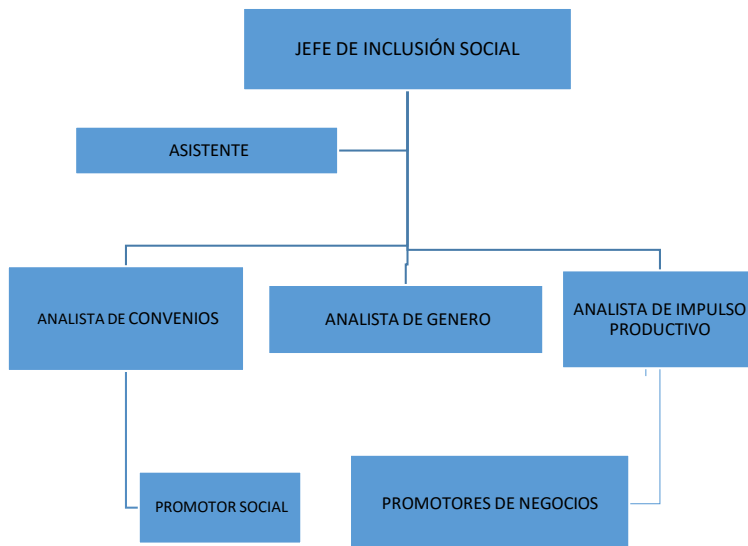 JEFE DE INCLUSIÓN SOCIAL
ASISTENTE
ANALISTA DE CONVENIOS
ANALISTA DE GENERO
ANALISTA DE IMPULSO
PRODUCTIVO
PROMOTOR SOCIAL
PROMOTORES DE NEGOCIOS